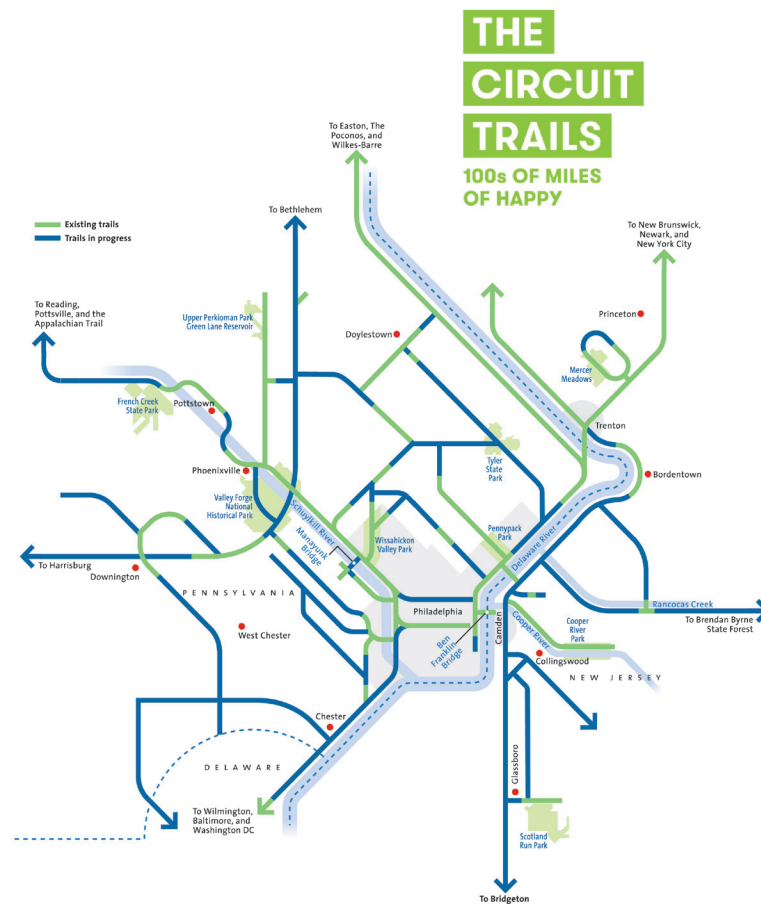 THE
CIRCUIT
TRAILS
100s OF MILES
OF HAPPY
To Easton, The
Poconos, and
Wilkes-Barre
To Bethlehem
Existing trails
Trails in progress
To New Brunswick,
Newark, and
New York City
To Reading,
Pottsville, and the
Appalachian Trail
Upper Perkioman Park
Green Lane Reservoir
Doylestown
Princeton
Mercer
Meadows
French Creek
State Park
Pottstown
Trenton
Phoenixville
Tyler
State
Park
Bordentown
Valley Forge
National
Historical Park
Schuylkill River
Manayunk
Bridge
Wissahickon
Valley Park
Pennypack
Park
Delaware River
To Harrisburg
Downington
PENNSYLVANIA
Philadelphia
Camden
Rancocas Creek
To Brendan Byrne
State Forest
West Chester
Ben
Franklin
Bridge
Cooper River
Cooper
River
Park
Collingswood
NEW JERSEY
Chester
DELAWARE
Glassboro
To Wilmington,
Baltimore, and
Washington DC
Scotland
Run Park
To Bridgeton